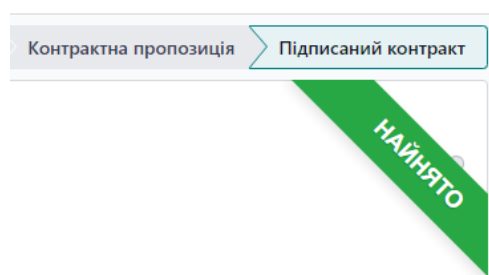 Контрактна пропозиція
Підписаний контракт
НАЙНЯТО